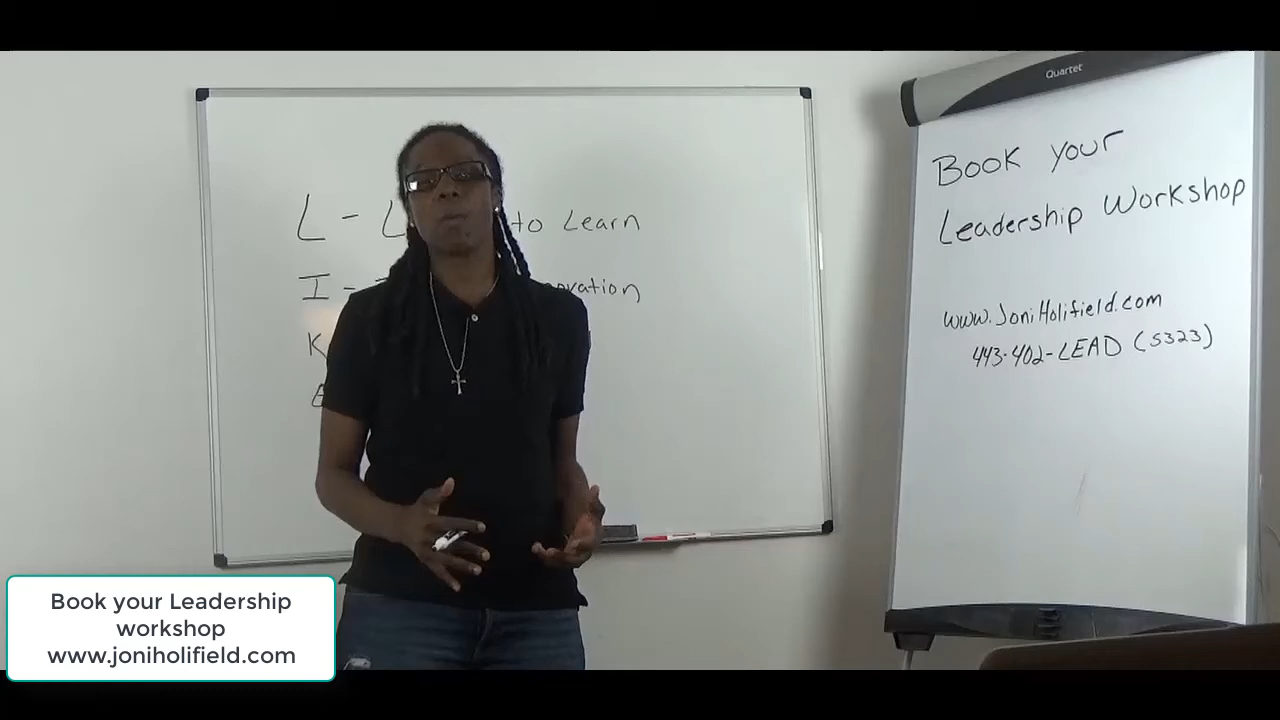 Quartet
L - L to Learn
I - ovation
K
E
Book your
Leadership Workshop
www.JoniHolifield.com
443-402-LEAD (5323)
Book your Leadership
workshop
www.joniholifield.com